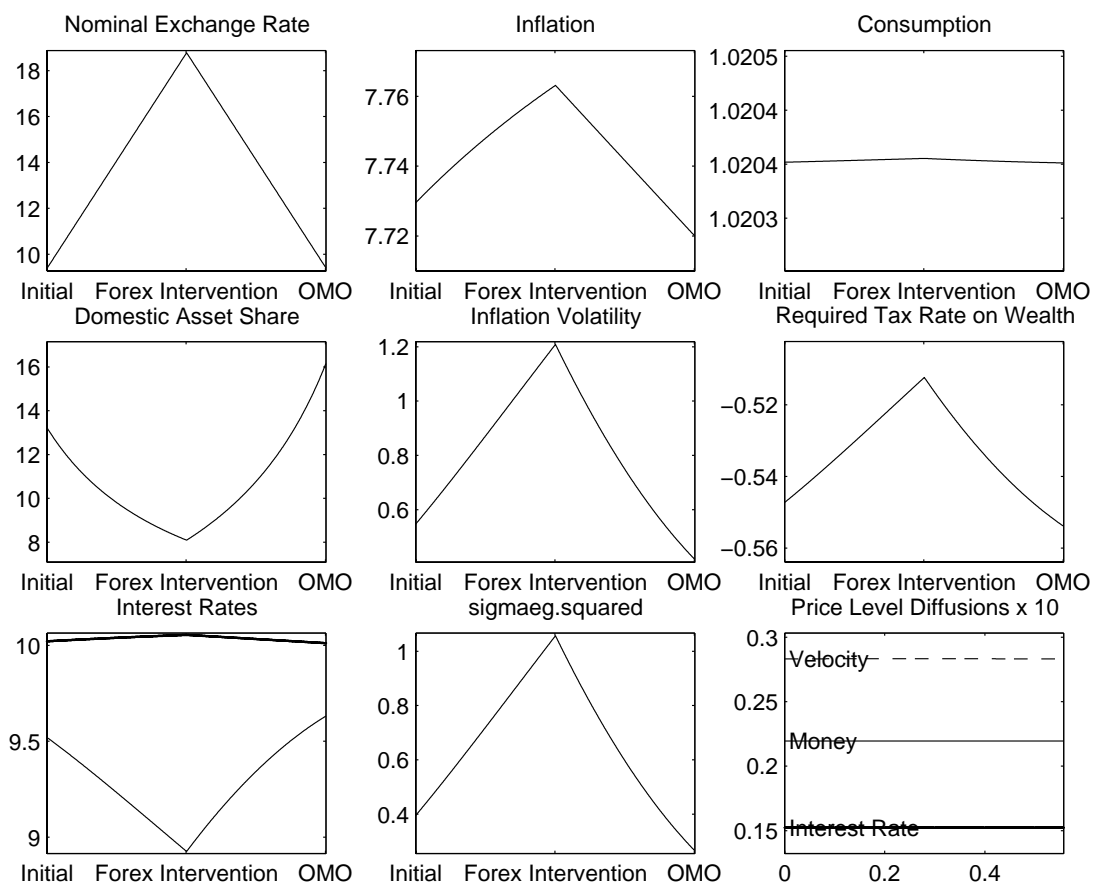 Nominal Exchange Rate
18
16
14
12
10
Initial Forex Intervention OMO
Inflation
7.76
7.74
7.72
Initial Forex Intervention OMO
Consumption
1.0205
1.0204
1.0204
1.0203
Initial Forex Intervention OMO
Domestic Asset Share
16
14
12
10
8
Initial Forex Intervention OMO
Inflation Volatility
1.2
1
0.8
0.6
Initial Forex Intervention OMO
Required Tax Rate on Wealth
−0.52
−0.54
−0.56
Initial Forex Intervention OMO
Interest Rates
10
9.5
9
Initial Forex Intervention OMO
sigmaeg.squared
1
0.8
0.6
0.4
Initial Forex Intervention OMO
Price Level Diffusions x 10
0.3
0.25
0.2
0.15
Velocity
Money
Interest Rate
0 0.2 0.4